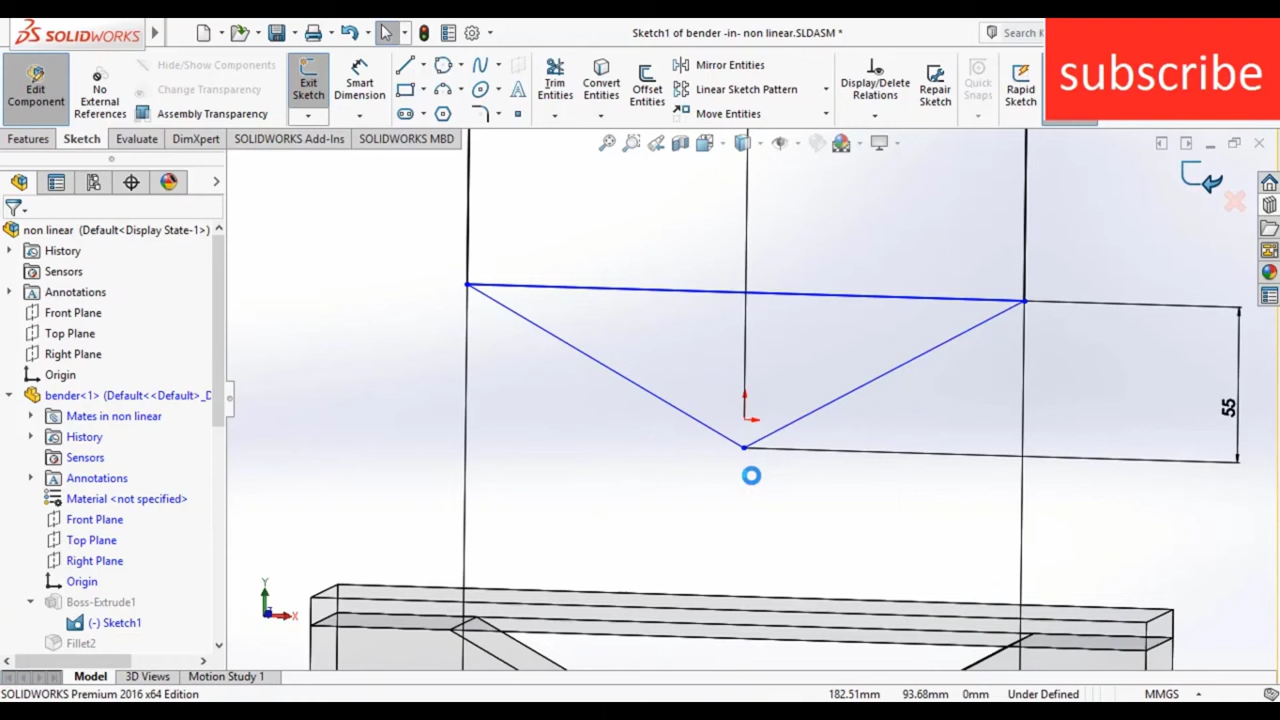 SOLIDWORKS
Sketch1 of bender -in- non linear.SLDASM *
Search
subscribe
Edit Component
No External References
Hide/Show Components
Change Transparency
Assembly Transparency
Exit Sketch
Smart Dimension
Trim Entities
Convert Entities
Offset Entities
Mirror Entities
Linear Sketch Pattern
Move Entities
Display/Delete Relations
Repair Sketch
Quick Snaps
Rapid Sketch
Features
Sketch
Evaluate
DimXpert
SOLIDWORKS Add-Ins
SOLIDWORKS MBD
non linear (Default<Display State-1>)
History
Sensors
Annotations
Front Plane
Top Plane
Right Plane
Origin
bender<1> (Default<<Default>_D
Mates in non linear
History
Sensors
Annotations
Material <not specified>
Front Plane
Top Plane
Right Plane
Origin
Boss-Extrude1
(-) Sketch1
Fillet2
55
Y
X
Model
3D Views
Motion Study 1
SOLIDWORKS Premium 2016 x64 Edition
182.51mm
93.68mm
0mm
Under Defined
MMGS